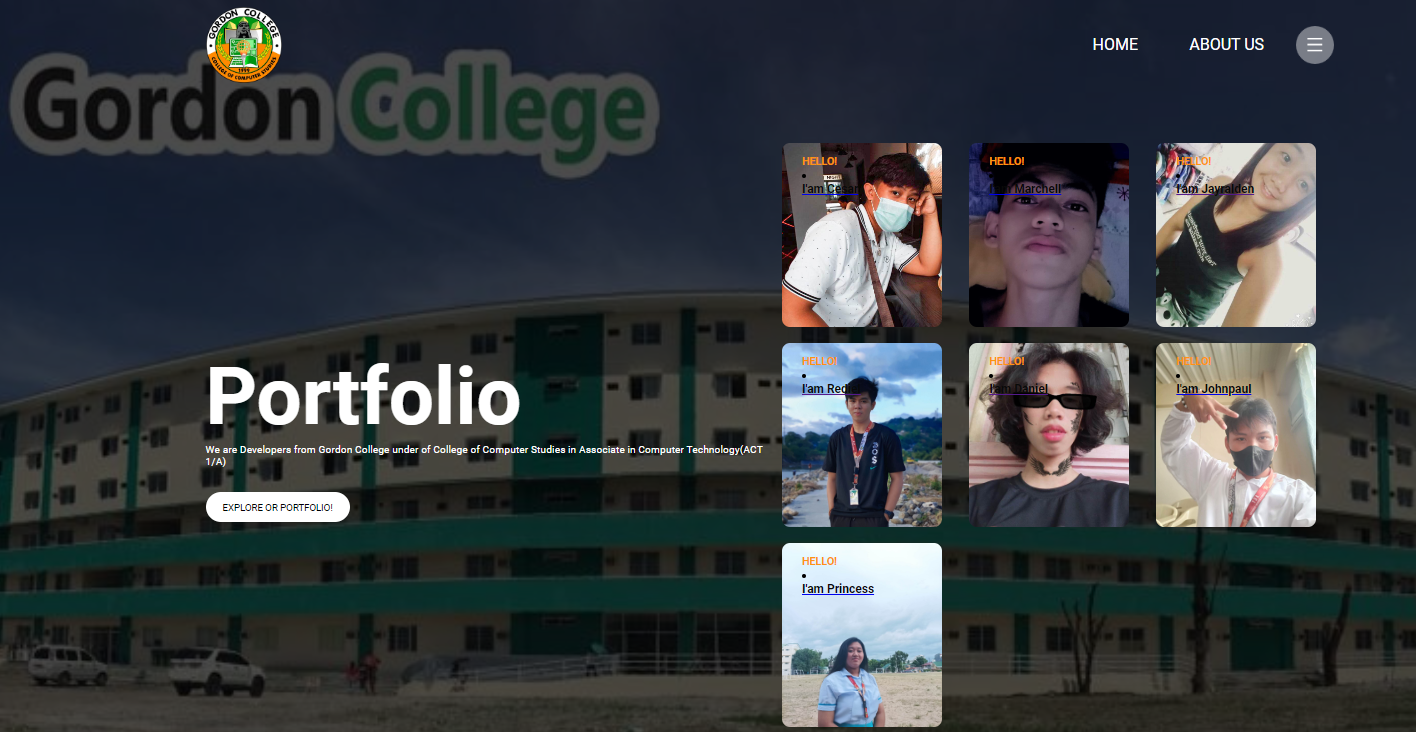 GORDON COLLEGE
COLLEGE OF COMPUTER STUDIES
1999
HOME
ABOUT US
Gordon College
HELLO!
I'am Cesar
HELLO!
I'am Marchell
HELLO!
I'am Jayralden
Portfolio
We are Developers from Gordon College under of College of Computer Studies in Associate in Computer Technology(ACT
1/A)
EXPLORE OR PORTFOLIO!
HELLO!
HELLO!
I'am Daniel
HELLO!
I'am Johnpaul
HELLO!
I'am Princess